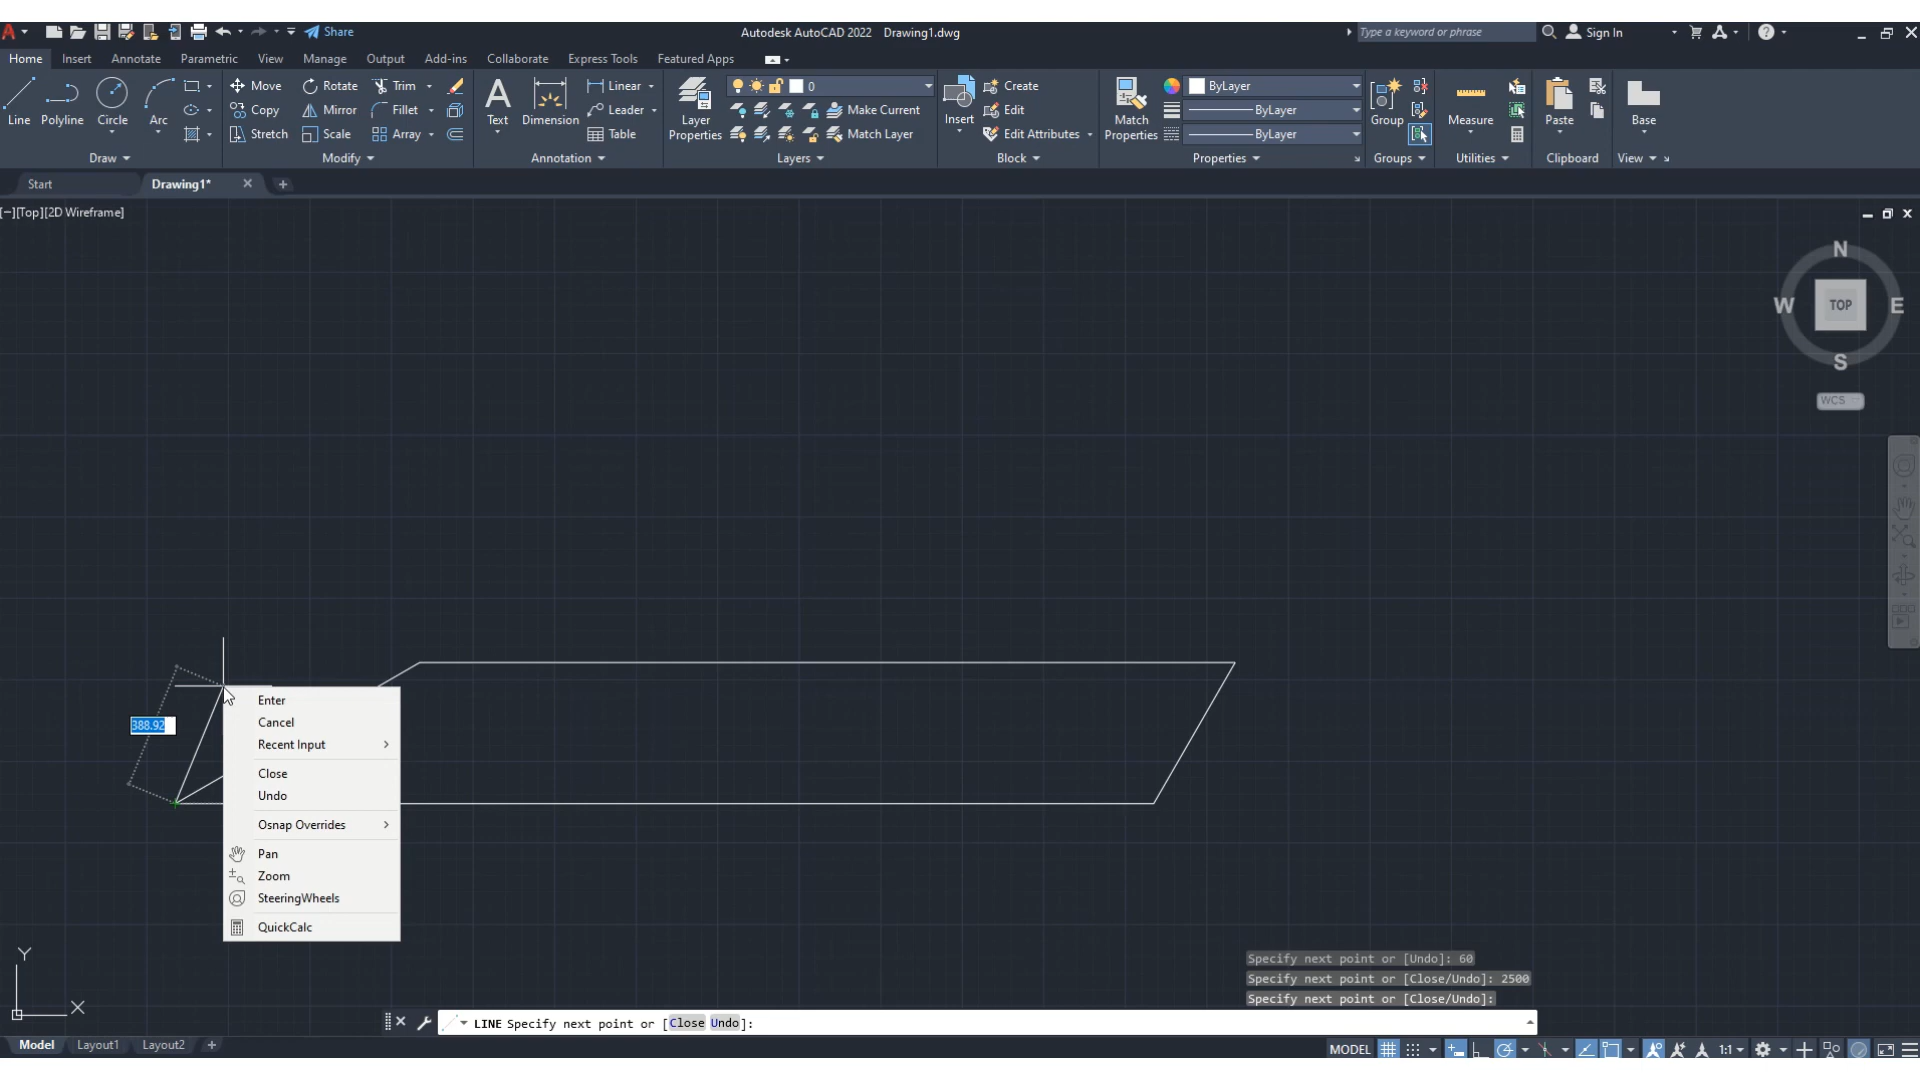 Share
Autodesk AutoCAD 2022 Drawing1.dwg
Type a keyword or phrase
Sign In
Home Insert Annotate Parametric View Manage Output Add-ins Collaborate Express Tools Featured Apps
Line Polyline Circle Arc
Move Rotate Trim
Copy Mirror Fillet
Stretch Scale Array
Text Dimension
Linear
Leader
Table
Layer Properties
0
Make Current
Match Layer
Insert
Create
Edit
Edit Attributes
Match Properties
ByLayer
ByLayer
ByLayer
Group
Measure
Paste
Base
Draw Modify Annotation Layers Block Properties Groups Utilities Clipboard View
Start Drawing1*
[−][Top][2D Wireframe]
N
W TOP E
S
WCS
388.92
Enter
Cancel
Recent Input
Close
Undo
Osnap Overrides
Pan
Zoom
SteeringWheels
QuickCalc
Y
X
Specify next point or [Undo]: 60
Specify next point or [Close/Undo]: 2500
Specify next point or [Close/Undo]:
LINE Specify next point or [Close Undo]:
Model Layout1 Layout2
MODEL 1:1